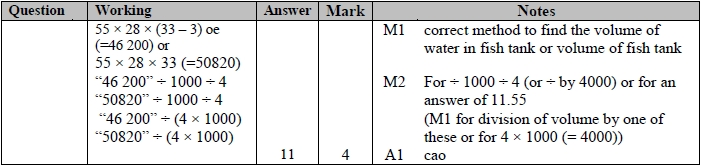 Question Working Answer Mark Notes
55 × 28 × (33 – 3) oe
(=46 200) or
55 × 28 × 33 (=50820)
“46 200” ÷ 1000 ÷ 4
“50820” ÷ 1000 ÷ 4
“46 200” ÷ (4 × 1000)
“50820” ÷ (4 × 1000)
11 4
M1 correct method to find the volume of
water in fish tank or volume of fish tank
M2 For ÷ 1000 ÷ 4 (or ÷ by 4000) or for an
answer of 11.55
(M1 for division of volume by one of
these or for 4 × 1000 (= 4000))
A1 cao